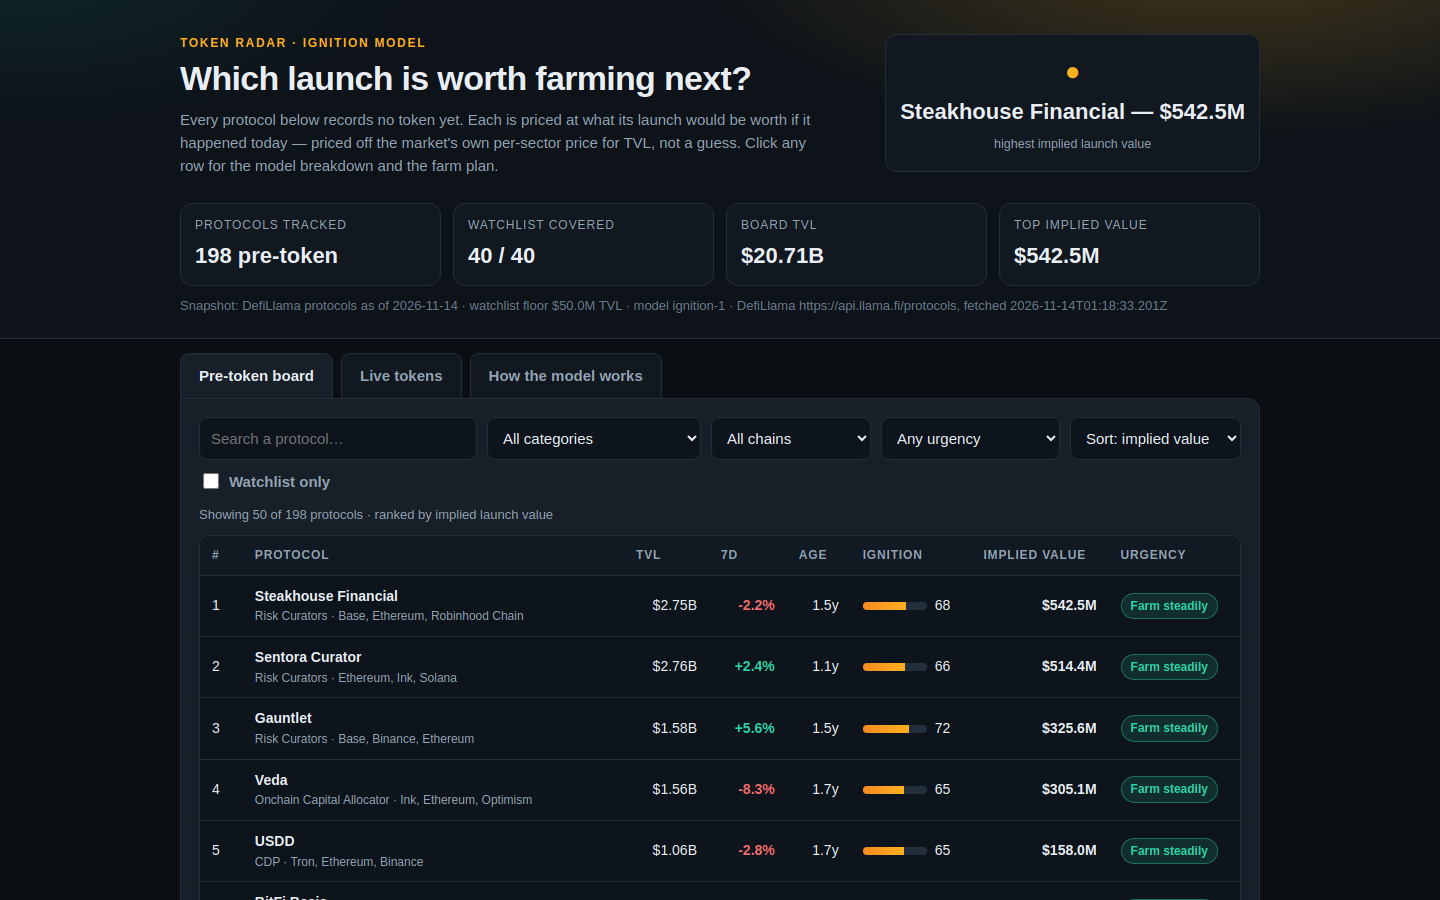 TOKEN RADAR · IGNITION MODEL
Which launch is worth farming next?
Every protocol below records no token yet. Each is priced at what its launch would be worth if it
happened today — priced off the market's own per-sector price for TVL, not a guess. Click any
row for the model breakdown and the farm plan.
Steakhouse Financial — $542.5M
highest implied launch value
PROTOCOLS TRACKED
198 pre-token
WATCHLIST COVERED
40 / 40
BOARD TVL
$20.71B
TOP IMPLIED VALUE
$542.5M
Snapshot: DefiLlama protocols as of 2026-11-14 · watchlist floor $50.0M TVL · model ignition-1 · DefiLlama https://api.llama.fi/protocols, fetched 2026-11-14T01:18:33.201Z
Pre-token board Live tokens How the model works
Search a protocol… All categories All chains Any urgency Sort: implied value
Watchlist only
Showing 50 of 198 protocols · ranked by implied launch value
# PROTOCOL TVL 7D AGE IGNITION IMPLIED VALUE URGENCY
1 Steakhouse Financial $2.75B -2.2% 1.5y 68 $542.5M Farm steadily
Risk Curators · Base, Ethereum, Robinhood Chain
2 Sentora Curator $2.76B +2.4% 1.1y 66 $514.4M Farm steadily
Risk Curators · Ethereum, Ink, Solana
3 Gauntlet $1.58B +5.6% 1.5y 72 $325.6M Farm steadily
Risk Curators · Base, Binance, Ethereum
4 Veda $1.56B -8.3% 1.7y 65 $305.1M Farm steadily
Onchain Capital Allocator · Ink, Ethereum, Optimism
5 USDD $1.06B -2.8% 1.7y 65 $158.0M Farm steadily
CDP · Tron, Ethereum, Binance